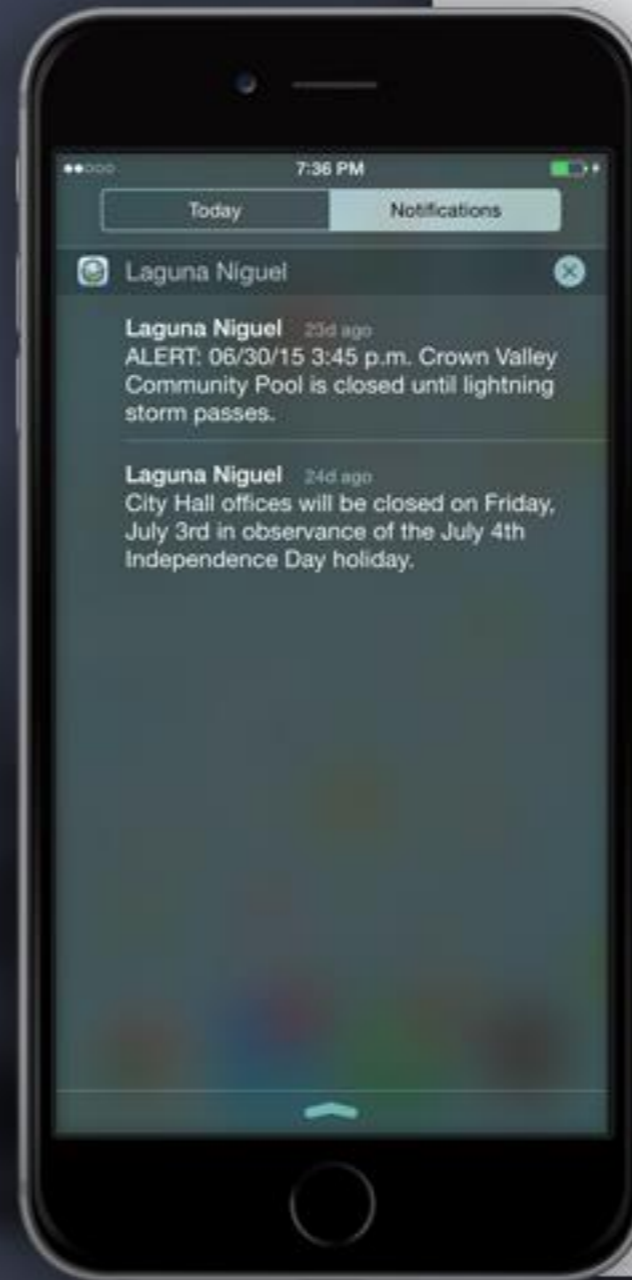 7:36 PM
Today Notifications
Laguna Niguel
Laguna Niguel 23d ago
ALERT: 06/30/15 3:45 p.m. Crown Valley
Community Pool is closed until lightning
storm passes.
Laguna Niguel 24d ago
City Hall offices will be closed on Friday,
July 3rd in observance of the July 4th
Independence Day holiday.